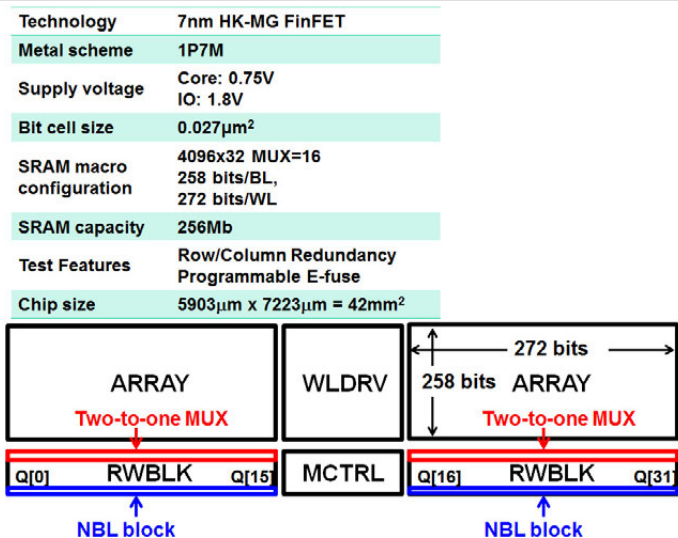 Technology 7nm HK-MG FinFET
Metal scheme 1P7M
Supply voltage Core: 0.75V
IO: 1.8V
Bit cell size 0.027µm²
SRAM macro configuration 4096x32 MUX=16
258 bits/BL,
272 bits/WL
SRAM capacity 256Mb
Test Features Row/Column Redundancy
Programmable E-fuse
Chip size 5903µm x 7223µm = 42mm²
272 bits
ARRAY WLDRV 258 bits ARRAY
Two-to-one MUX Two-to-one MUX
Q[0] RWBLK Q[15] MCTRL Q[16] RWBLK Q[31]
NBL block NBL block